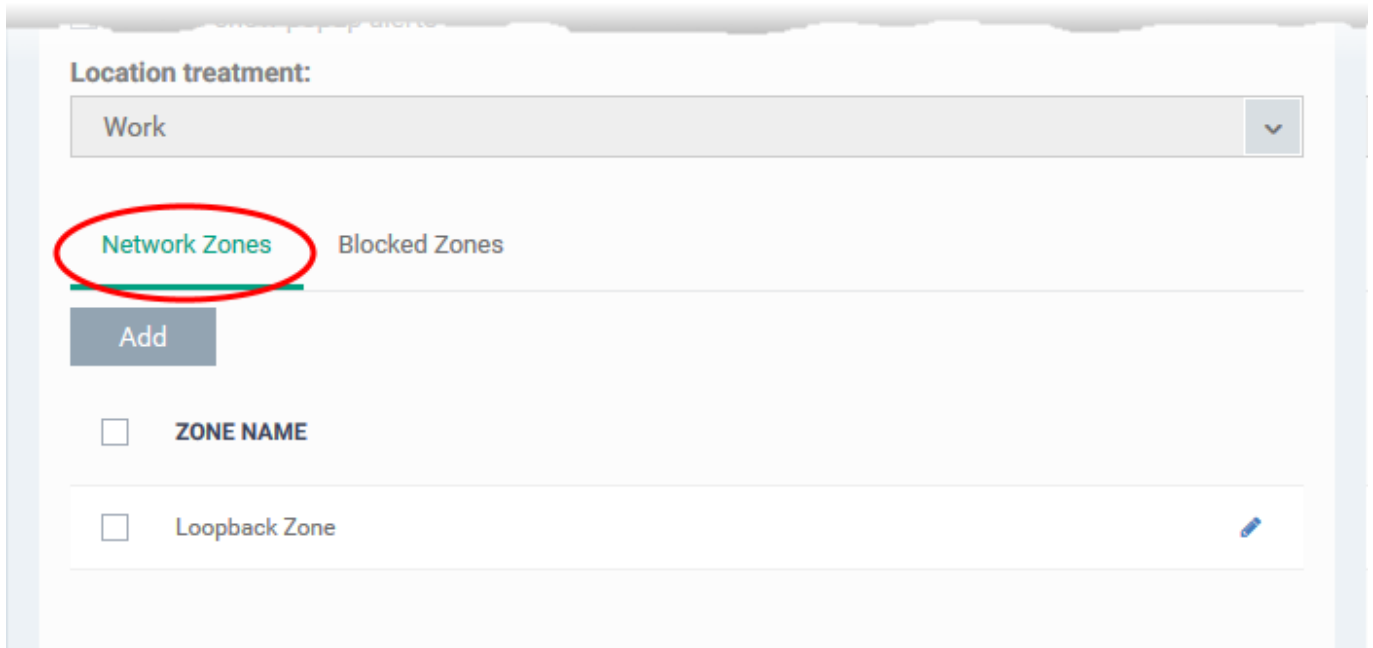 Location treatment:
Work
Network Zones Blocked Zones
Add
ZONE NAME
Loopback Zone